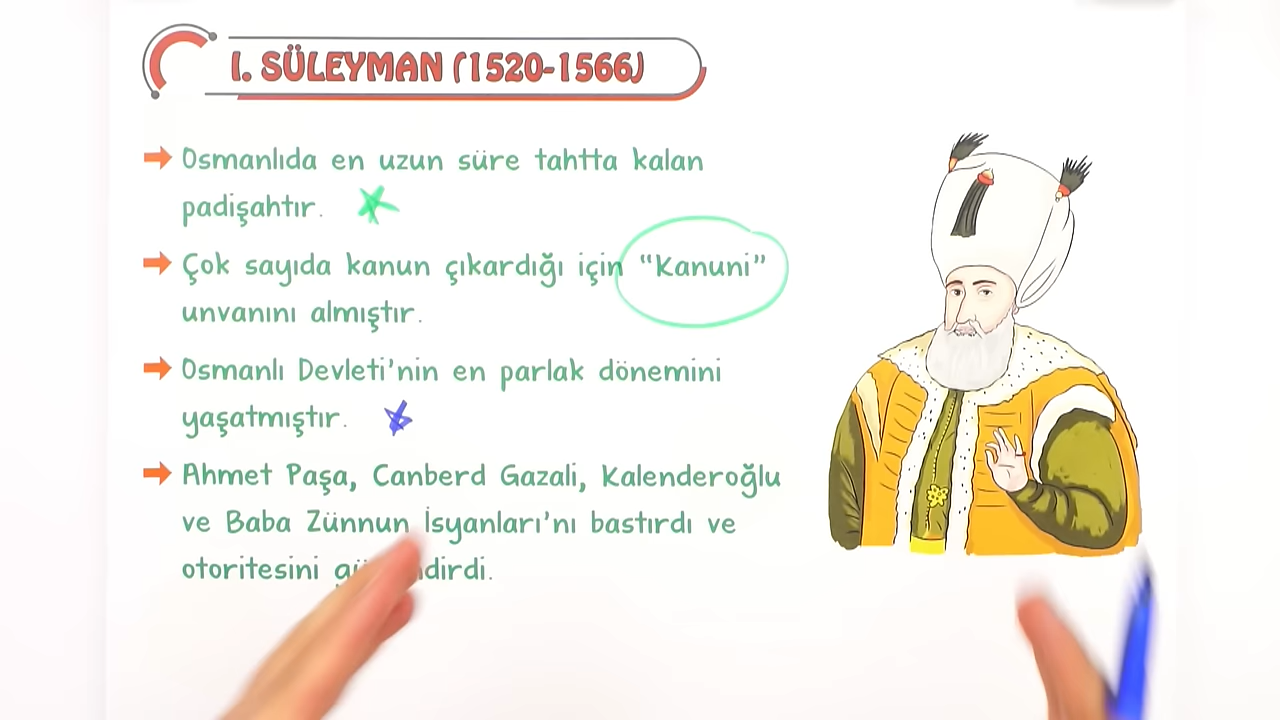 I. SÜLEYMAN (1520-1566)
Osmanlıda en uzun süre tahtta kalan
padişahtır.
Çok sayıda kanun çıkardığı için “Kanuni”
unvanını almıştır.
Osmanlı Devleti’nin en parlak dönemini
yaşatmıştır.
Ahmet Paşa, Canberd Gazali, Kalenderoğlu
ve Baba Zünnun İsyanları’nı bastırdı ve
otoritesini